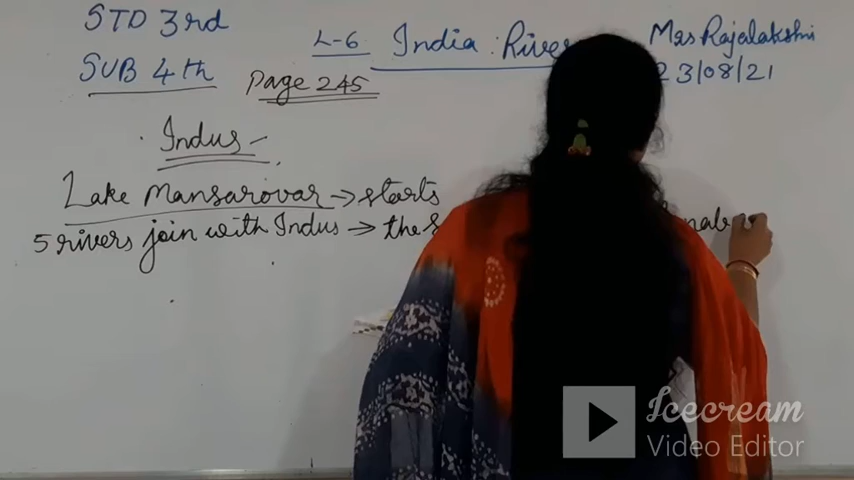 STD 3rd
SUB 4th
L-6 India : Rive
Mrs Rajalakshmi
23/08/21
Page 245
Indus
Lake Mansarovar → starts
5 rivers join with Indus → the
Icecream
Video Editor